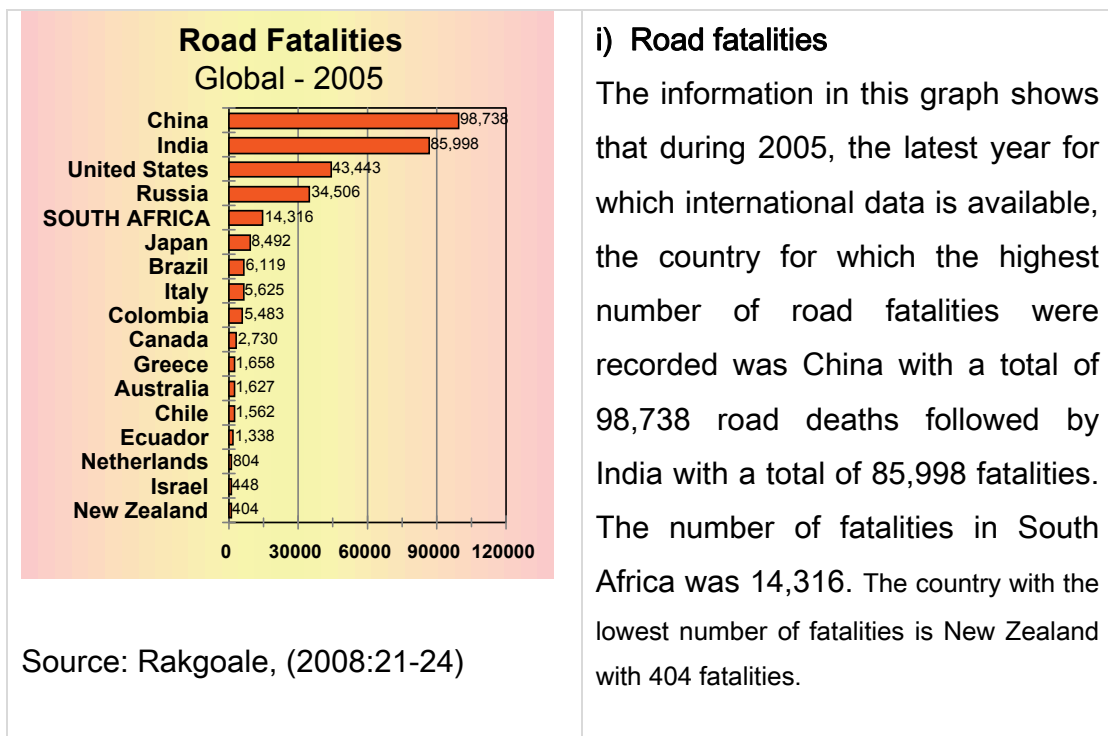 Road Fatalities
Global - 2005
China 98,738
India 85,998
United States 43,443
Russia 34,506
SOUTH AFRICA 14,316
Japan 8,492
Brazil 6,119
Italy 5,625
Colombia 5,483
Canada 2,730
Greece 1,658
Australia 1,627
Chile 1,562
Ecuador 1,338
Netherlands 804
Israel 448
New Zealand 404
0 30000 60000 90000 120000
Source: Rakgoale, (2008:21-24)
i) Road fatalities
The information in this graph shows
that during 2005, the latest year for
which international data is available,
the country for which the highest
number of road fatalities were
recorded was China with a total of
98,738 road deaths followed by
India with a total of 85,998 fatalities.
The number of fatalities in South
Africa was 14,316. The country with the
lowest number of fatalities is New Zealand
with 404 fatalities.